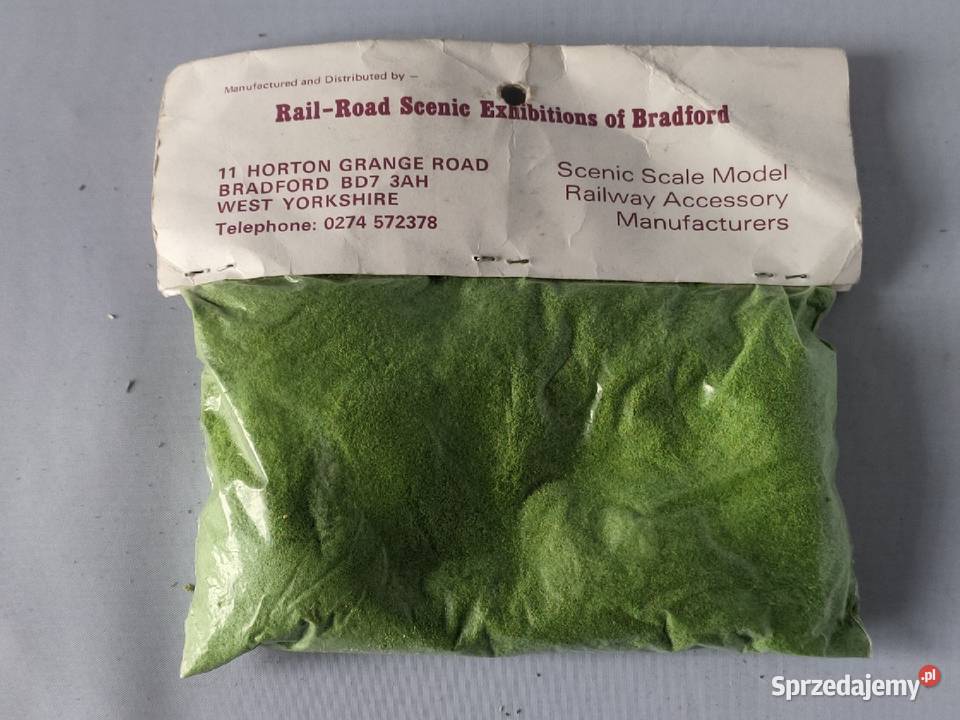 Manufactured and Distributed by —
Rail-Road Scenic Exhibitions of Bradford
11 HORTON GRANGE ROAD
BRADFORD BD7 3AH
WEST YORKSHIRE
Telephone: 0274 572378
Scenic Scale Model
Railway Accessory
Manufacturers
Sprzedajemy.pl